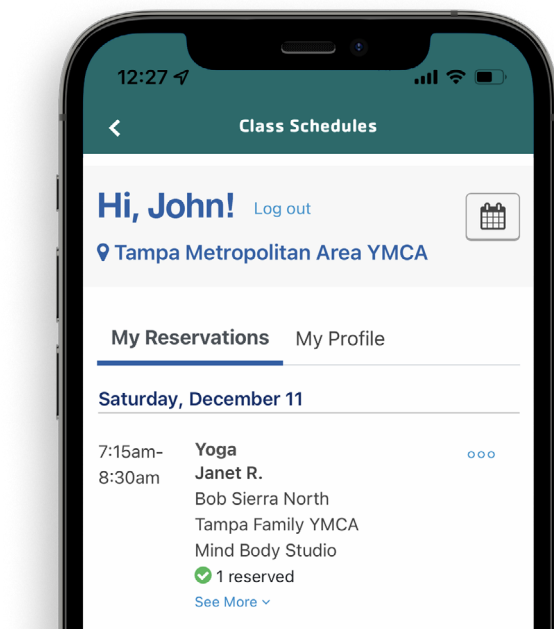 12:27
Class Schedules
Hi, John! Log out
Tampa Metropolitan Area YMCA
My Reservations My Profile
Saturday, December 11
7:15am-
8:30am
Yoga
Janet R.
Bob Sierra North
Tampa Family YMCA
Mind Body Studio
1 reserved
See More